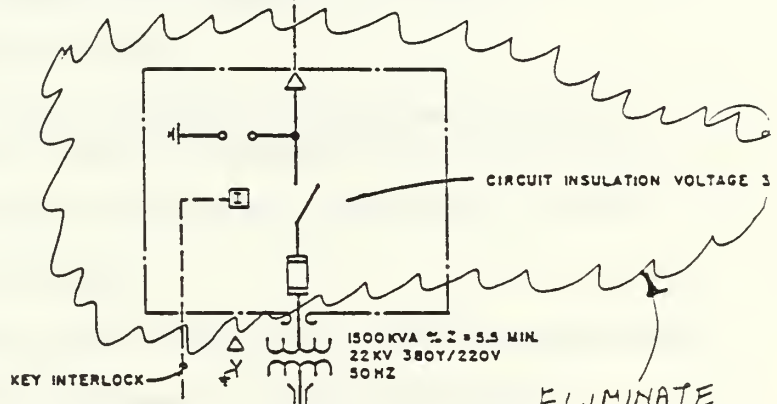 CIRCUIT INSULATION VOLTAGE 3
I
1500 KVA % Z = 5.5 MIN.
22 KV 380Y/220V
50 HZ
KEY INTERLOCK
ELIMINATE